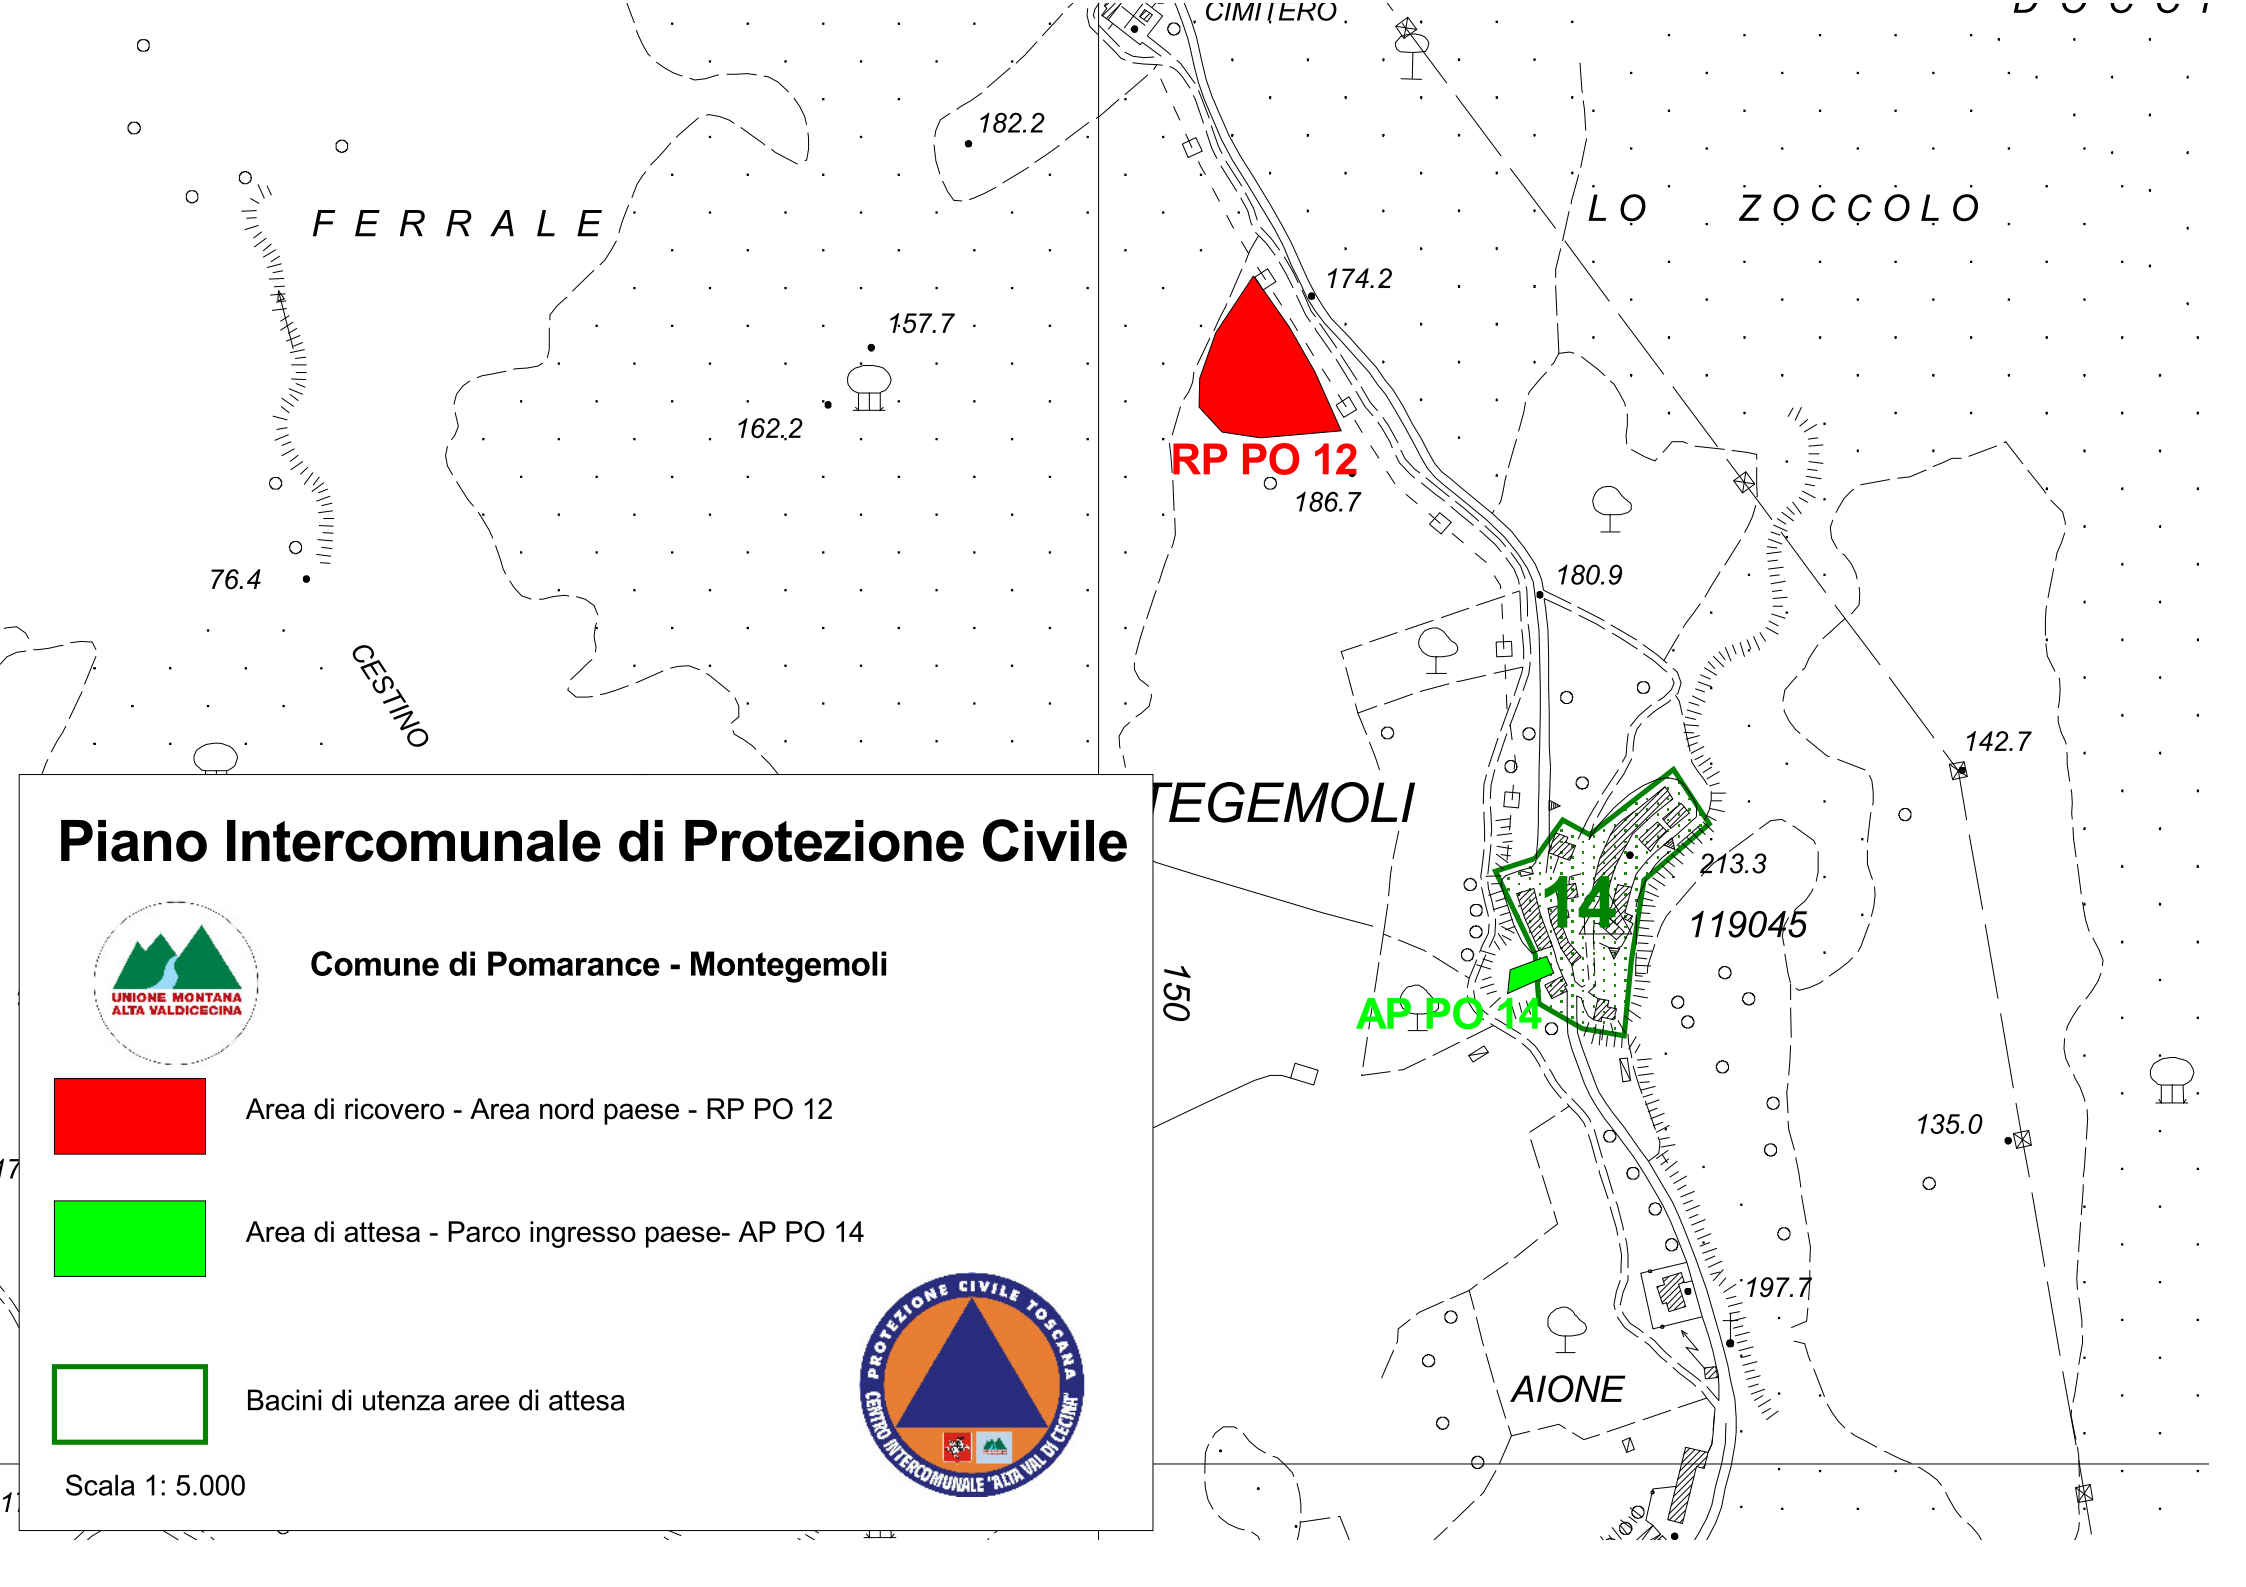 CIMITERO
182.2
FERRALE
LO ZOCCOLO
174.2
157.7
162.2
RP PO 12
186.7
76.4
180.9
CESTINO
142.7
TEGEMOLI
213.3
14
119045
150
AP PO 14
135.0
197.7
AIONE
17
17
Piano Intercomunale di Protezione Civile
Comune di Pomarance - Montegemoli
UNIONE MONTANA
ALTA VALDICECINA
Area di ricovero - Area nord paese - RP PO 12
Area di attesa - Parco ingresso paese- AP PO 14
Bacini di utenza aree di attesa
Scala 1: 5.000
PROTEZIONE CIVILE TOSCANA
CENTRO INTERCOMUNALE "ALTA VAL DI CECINA"